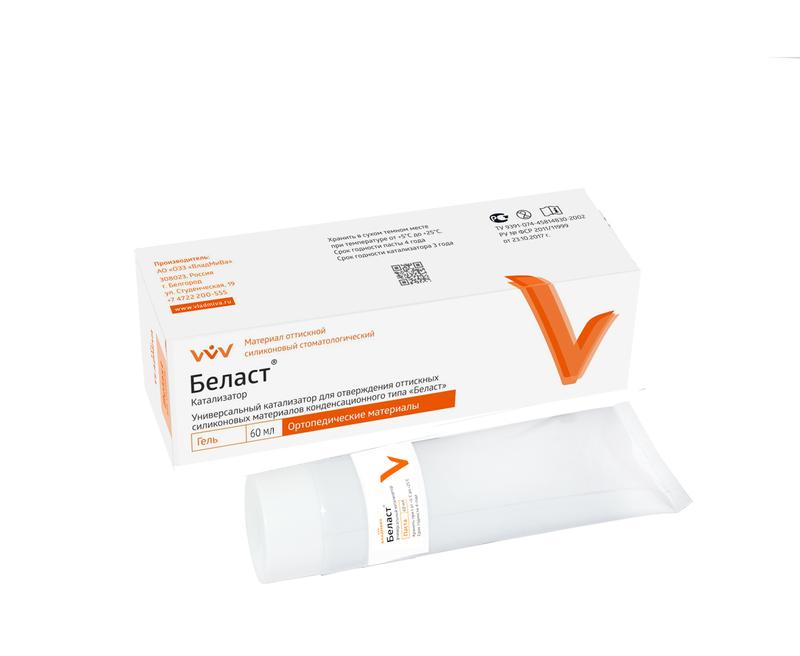 Производитель:
АО «ОЭЗ «ВладМиВа»
308023, Россия
г. Белгород
ул. Студенческая, 19
+7 4722 200-555
www.vladmiva.ru
Хранить в сухом темном месте
при температуре от +5°С до +25°С.
Срок годности пасты 4 года
Срок годности катализатора 3 года
ТУ 9391-074-45814830-2002
РУ № ФСР 2011/11999
от 23.10.2017 г.
Материал оттискной
силиконовый стоматологический
Беласт®
Катализатор
Универсальный катализатор для отверждения оттискных
силиконовых материалов конденсационного типа «Беласт»
Гель 60 мл Ортопедические материалы
Беласт®
Универсальный катализатор
Паста